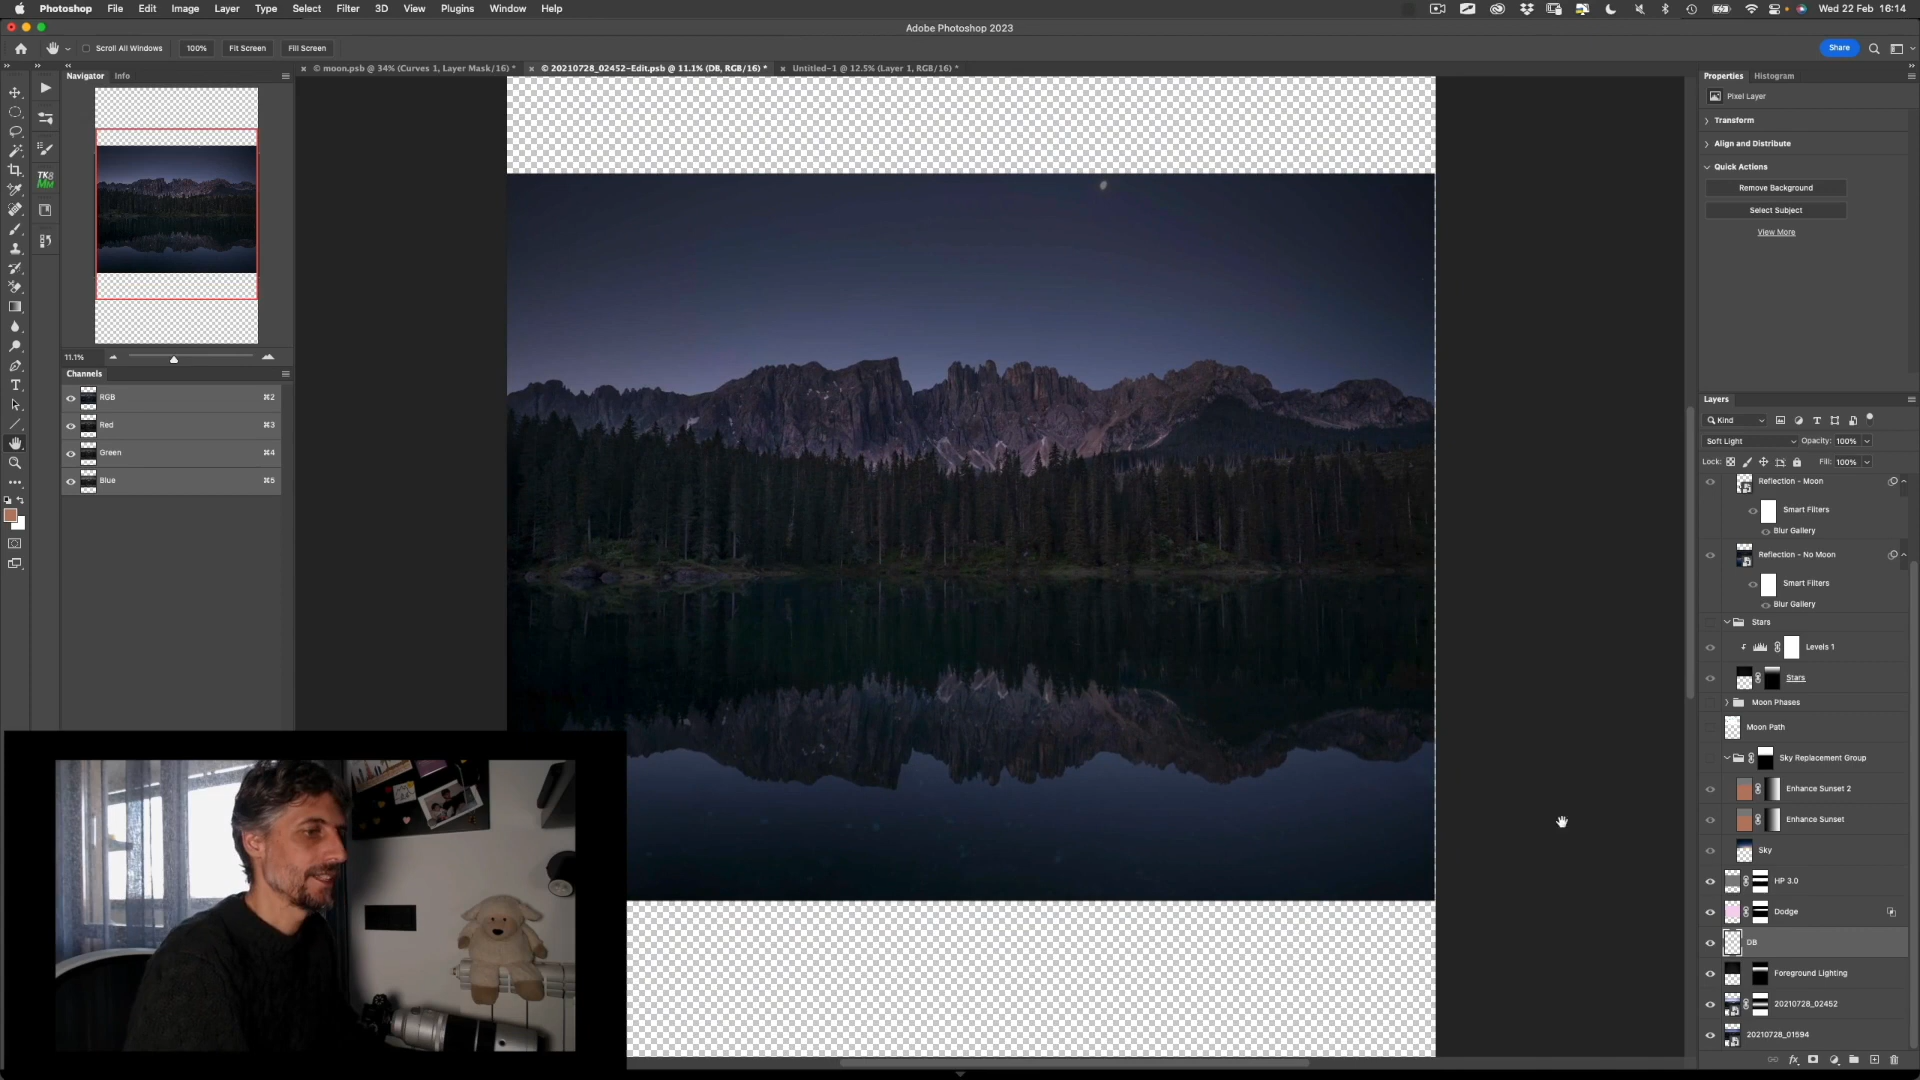 Photoshop File Edit Image Layer Type Select Filter 3D View Plugins Window Help Wed 22 Feb 16:14
Adobe Photoshop 2023
Scroll All Windows 100% Fit Screen Fill Screen Share
Navigator Info
× © moon.psb @ 34% (Curves 1, Layer Mask/16) * × © 20210728_02452-Edit.psb @ 11.1% (DB, RGB/16) * × Untitled-1 @ 12.5% (Layer 1, RGB/16) *
Properties Histogram
Pixel Layer
Transform
Align and Distribute
Quick Actions
Remove Background
Select Subject
View More
TK8
MM
11.1%
Channels
RGB ⌘2
Red ⌘3
Green ⌘4
Blue ⌘5
Layers
Kind
Soft Light Opacity: 100%
Lock: Fill: 100%
Reflection - Moon
Smart Filters
Blur Gallery
Reflection - No Moon
Smart Filters
Blur Gallery
Stars
Levels 1
Stars
Moon Phases
Moon Path
Sky Replacement Group
Enhance Sunset 2
Enhance Sunset
Sky
HP 3.0
Dodge
DB
Foreground Lighting
20210728_02452
20210728_01594